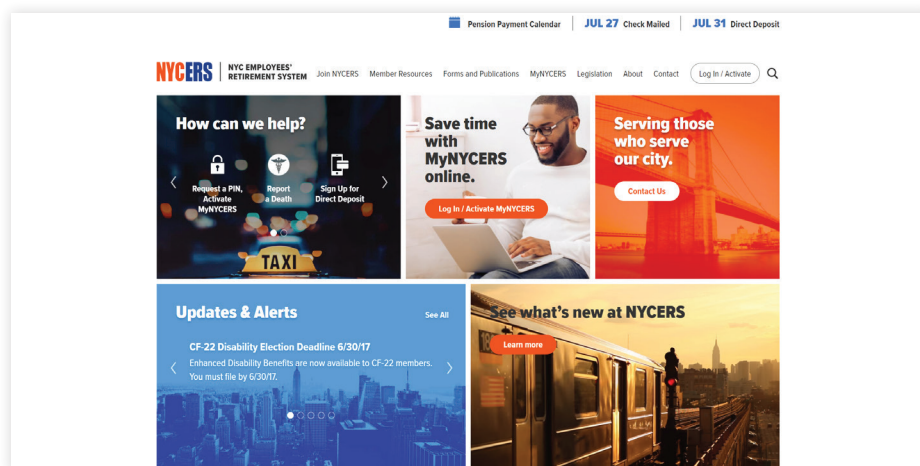 Pension Payment Calendar
JUL 27 Check Mailed
JUL 31 Direct Deposit
NYCERS
NYC EMPLOYEES'
RETIREMENT SYSTEM
Join NYCERS
Member Resources
Forms and Publications
MyNYCERS
Legislation
About
Contact
Log In / Activate
How can we help?
Request a PIN,
Activate
MyNYCERS
Report
a Death
Sign Up for
Direct Deposit
TAXI
Save time
with
MyNYCERS
online.
Log In / Activate MyNYCERS
Serving those
who serve
our city.
Contact Us
Updates & Alerts
See All
CF-22 Disability Election Deadline 6/30/17
Enhanced Disability Benefits are now available to CF-22 members.
You must file by 6/30/17.
See what's new at NYCERS
Learn more